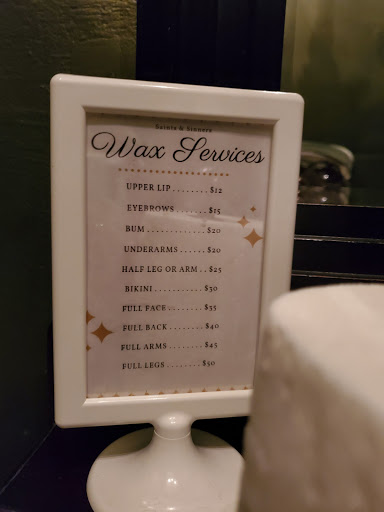 Saints & Sinners
Wax Services
UPPER LIP ........ $12
EYEBROWS ........ $15
BUM ............. $20
UNDERARMS ...... $20
HALF LEG OR ARM .. $25
BIKINI ............ $30
FULL FACE ........ $35
FULL BACK ........ $40
FULL ARMS ........ $45
FULL LEGS ........ $50